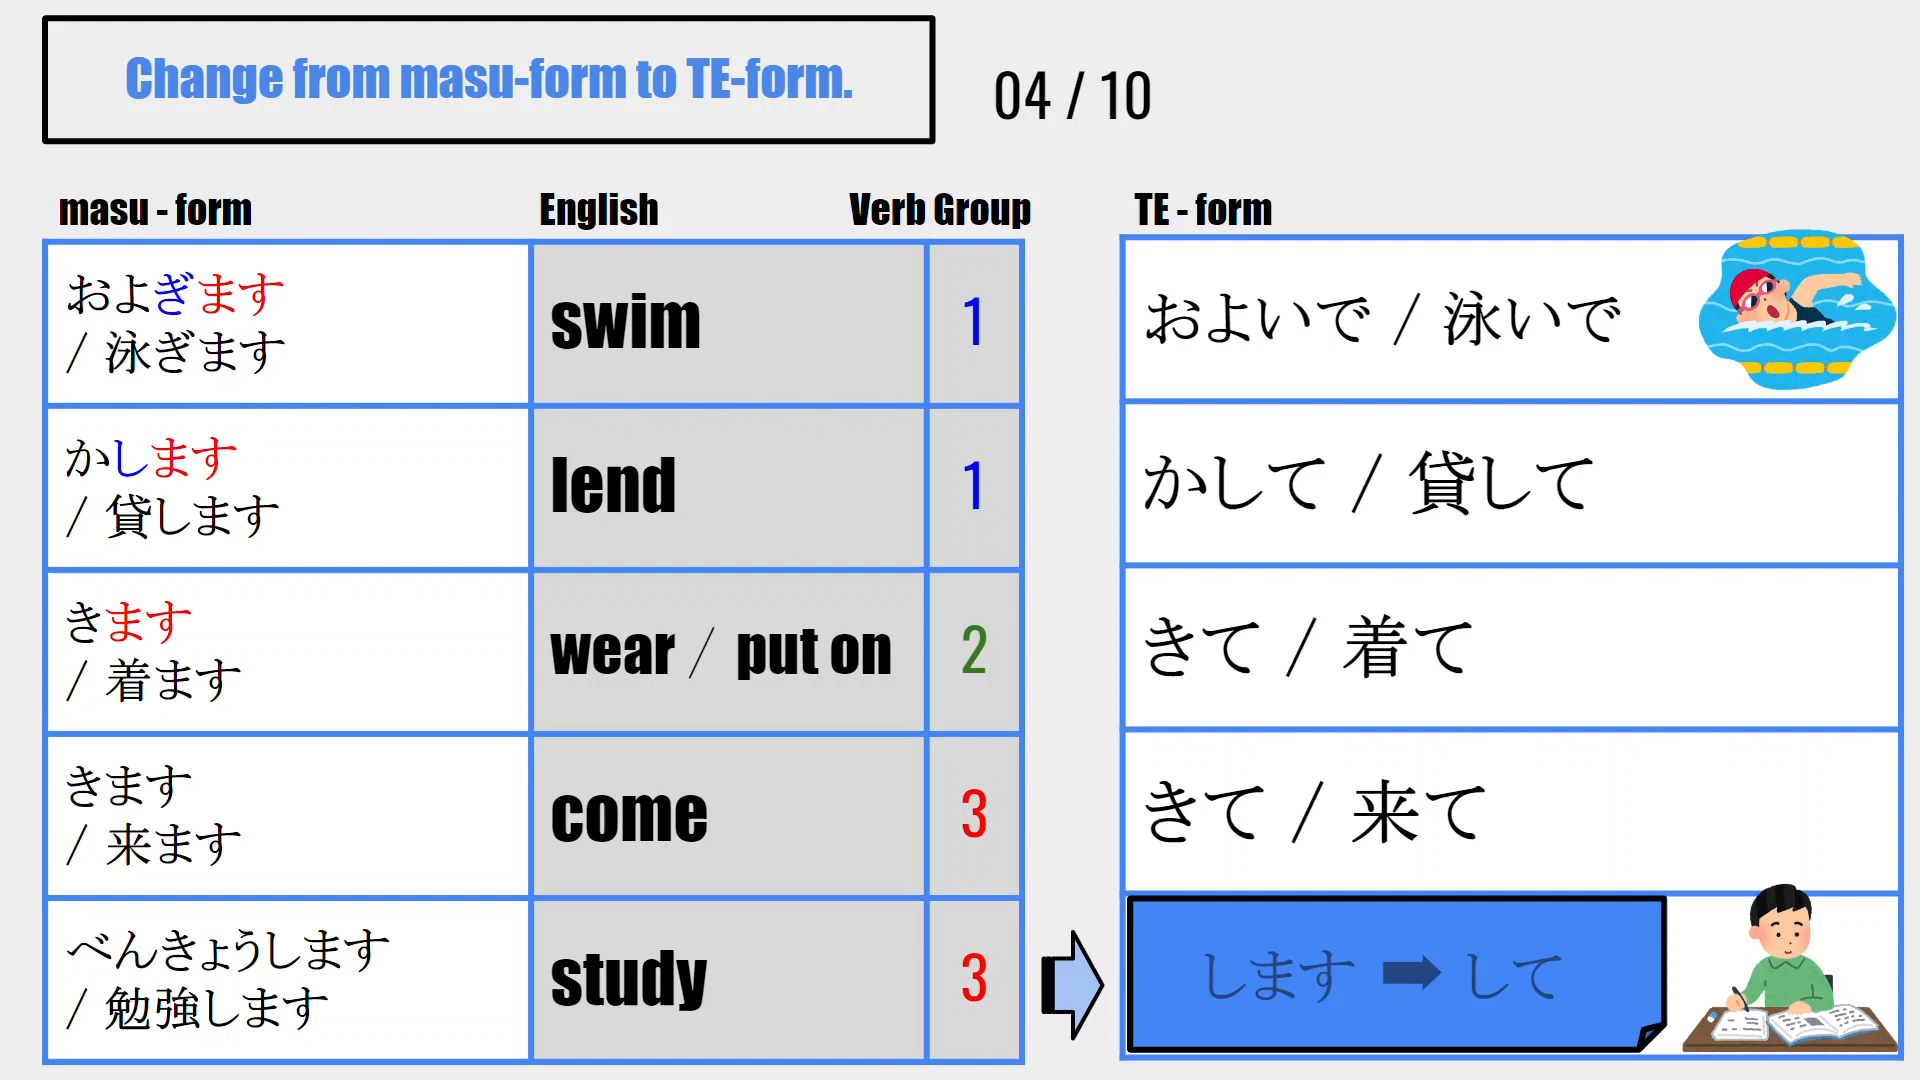 Change from masu-form to TE-form.
04 / 10
masu - form
English
Verb Group
TE - form
およぎます
/ 泳ぎます
swim
1
およいで / 泳いで
かします
/ 貸します
lend
1
かして / 貸して
きます
/ 着ます
wear / put on
2
きて / 着て
きます
/ 来ます
come
3
きて / 来て
べんきょうします
/ 勉強します
study
3
します ➡ して